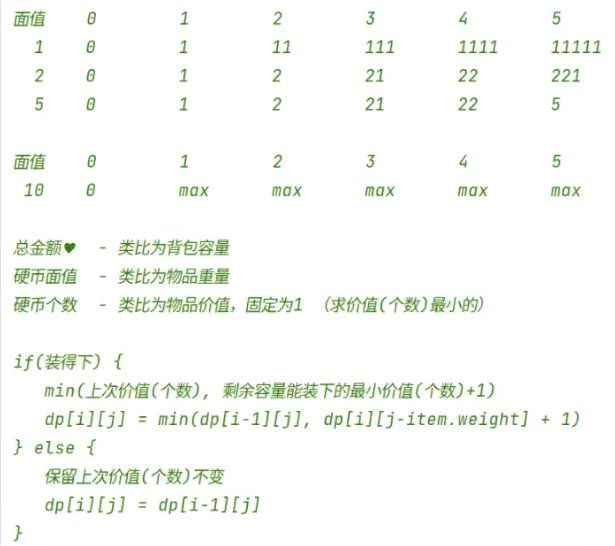 面值 0 1 2 3 4 5
1 0 1 11 111 1111 11111
2 0 1 2 21 22 221
5 0 1 2 21 22 5
面值 0 1 2 3 4 5
10 0 max max max max max
总金额♥ - 类比为背包容量
硬币面值 - 类比为物品重量
硬币个数 - 类比为物品价值，固定为1 （求价值(个数)最小的）
if(装得下) {
min(上次价值(个数), 剩余容量能装下的最小价值(个数)+1)
dp[i][j] = min(dp[i-1][j], dp[i][j-item.weight] + 1)
} else {
保留上次价值(个数)不变
dp[i][j] = dp[i-1][j]
}